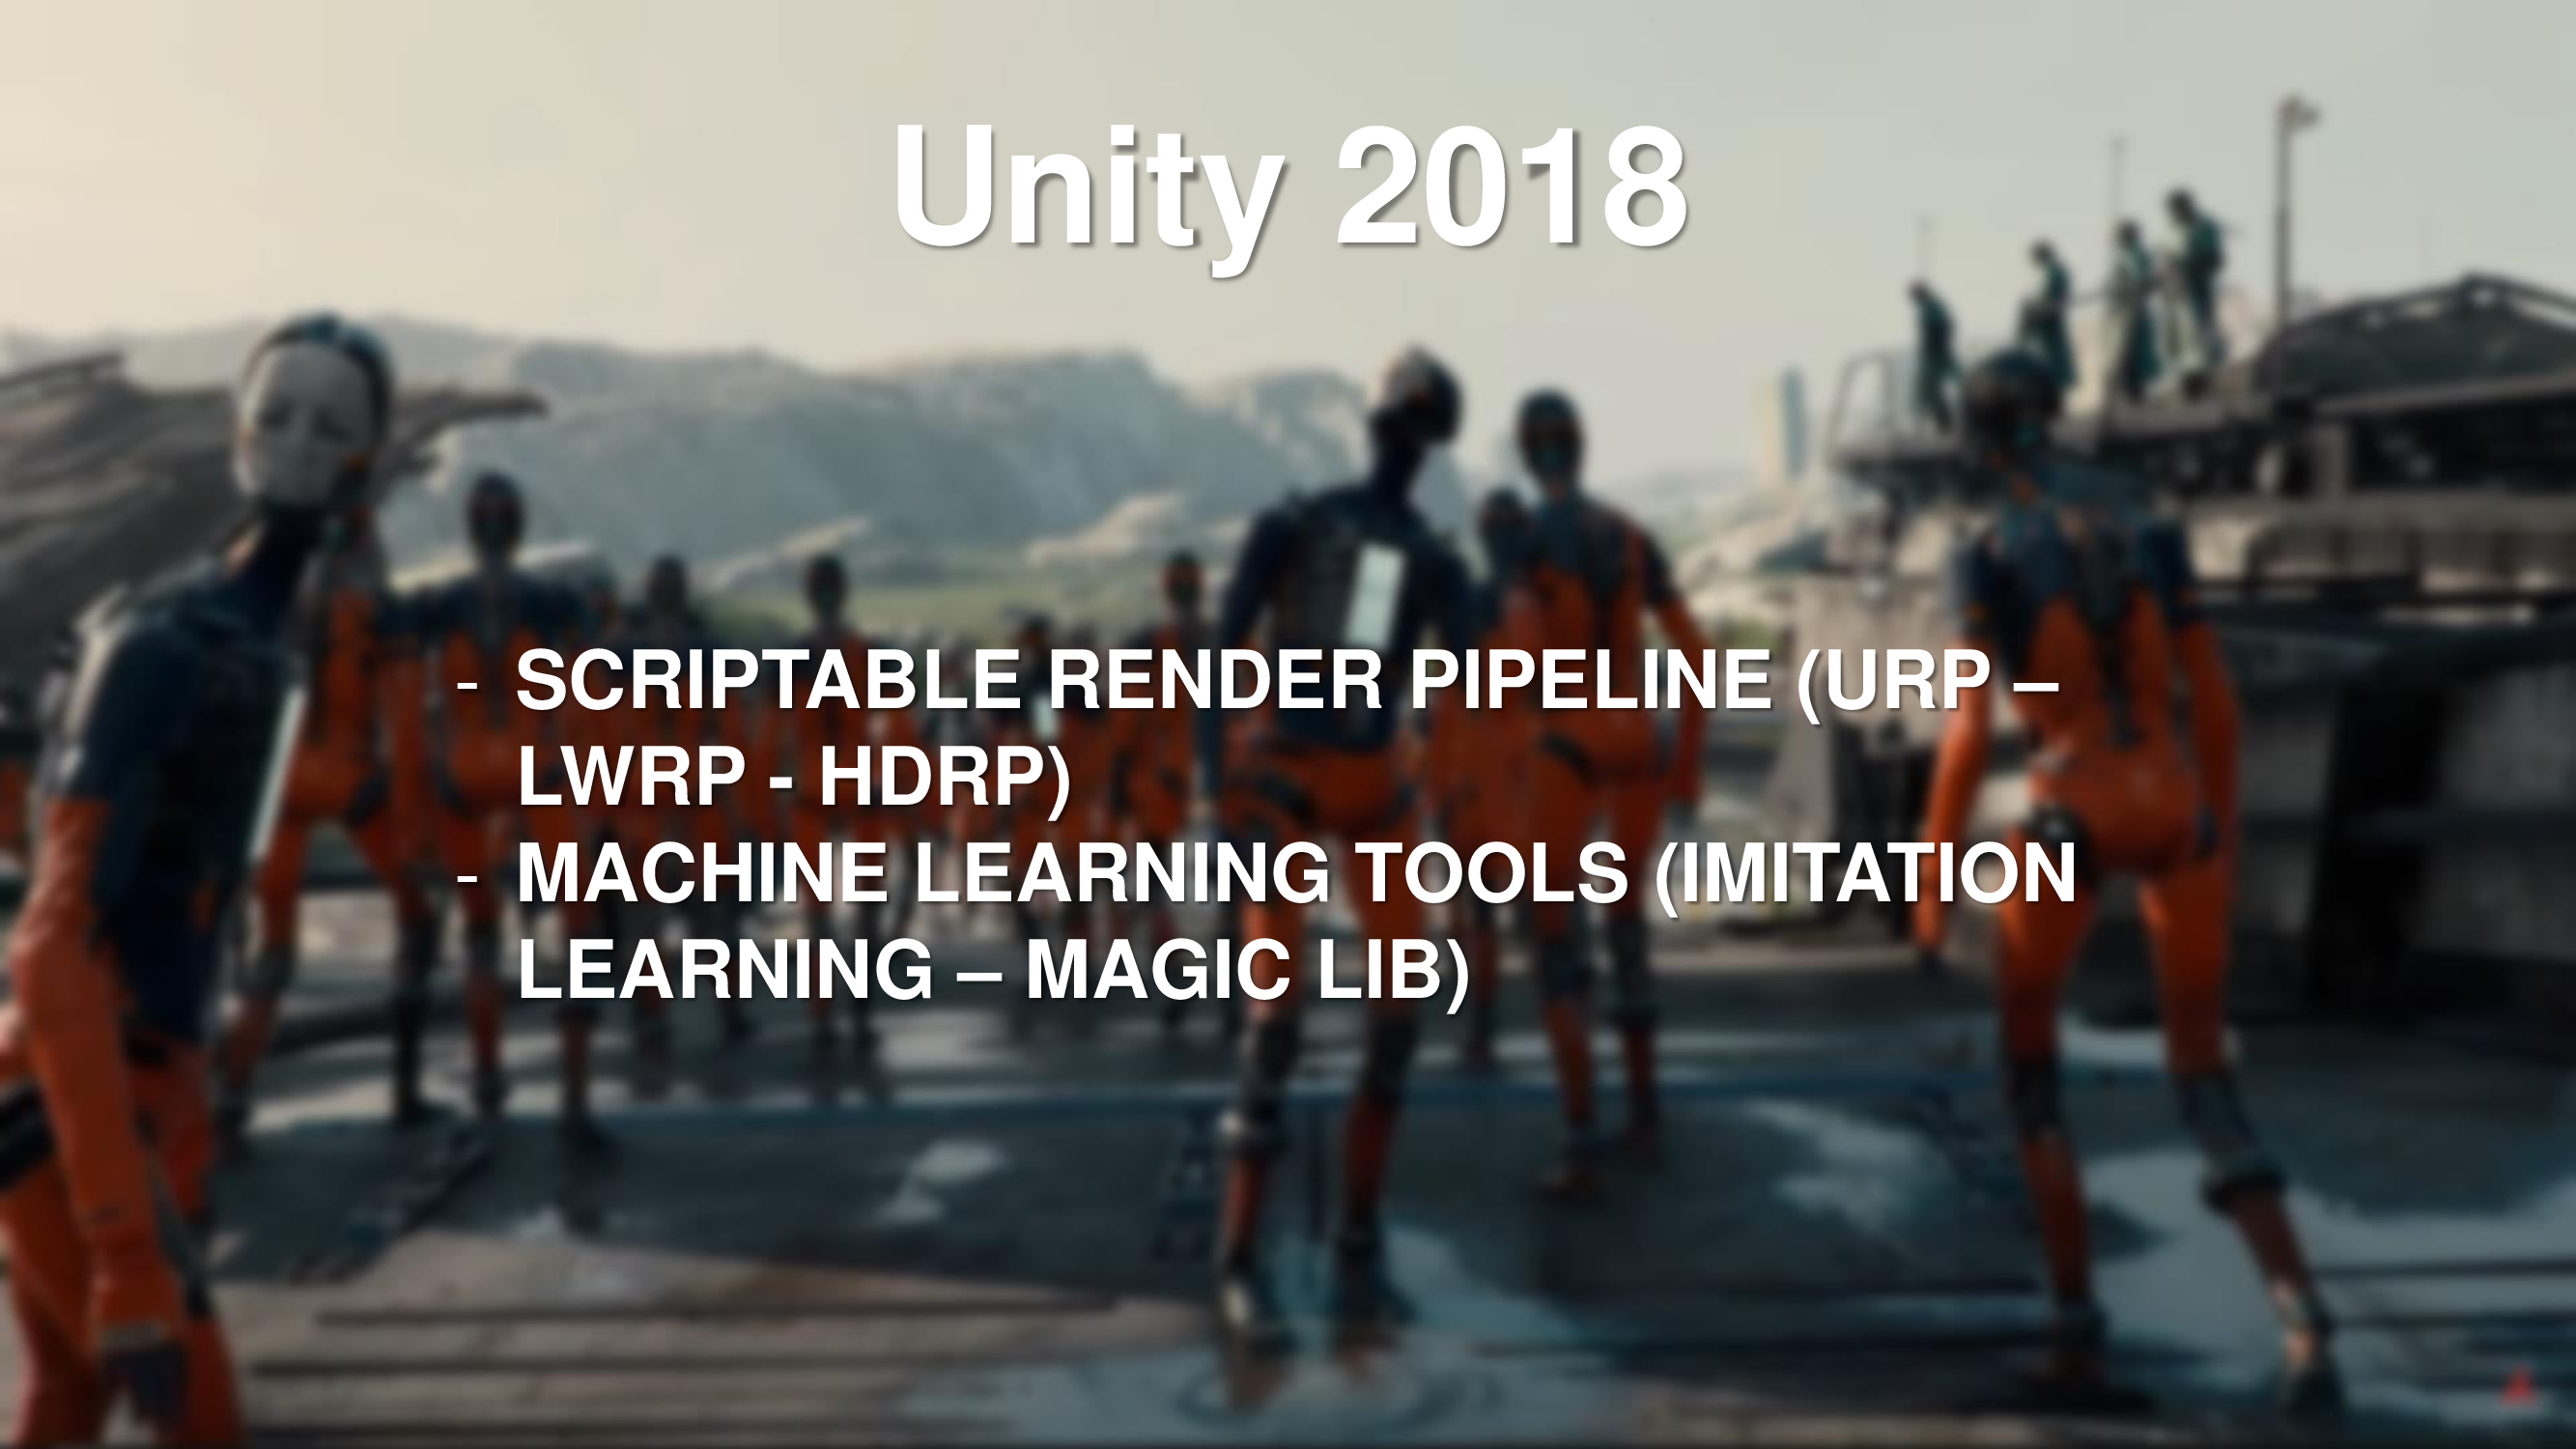 Unity 2018
- SCRIPTABLE RENDER PIPELINE (URP –
LWRP - HDRP)
- MACHINE LEARNING TOOLS (IMITATION
LEARNING – MAGIC LIB)